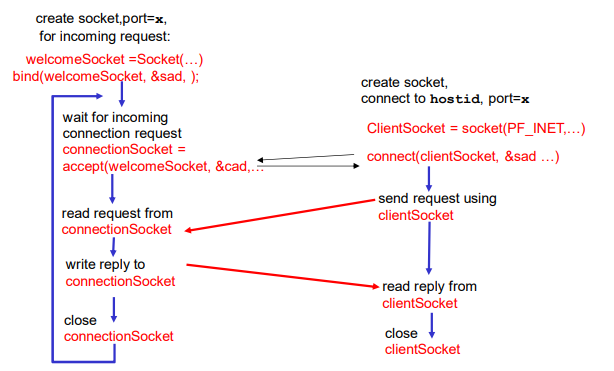 create socket,port=x,
for incoming request:
welcomeSocket =Socket(…)
bind(welcomeSocket, &sad, );
wait for incoming
connection request
connectionSocket =
accept(welcomeSocket, &cad,…
read request from
connectionSocket
write reply to
connectionSocket
close
connectionSocket
create socket,
connect to hostid, port=x
ClientSocket = socket(PF_INET,…)
connect(clientSocket, &sad …)
send request using
clientSocket
read reply from
clientSocket
close
clientSocket